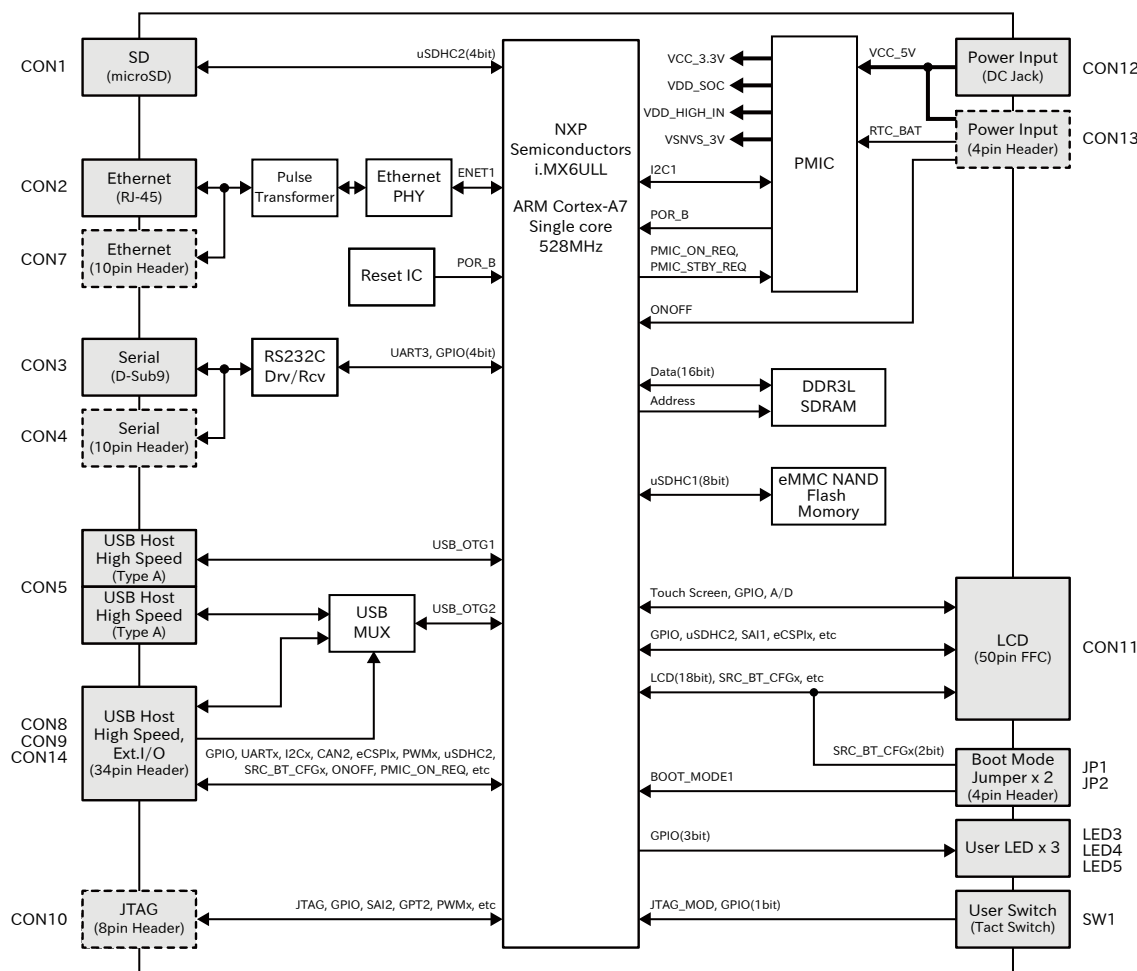 CON1
SD
(microSD)
uSDHC2(4bit)
CON2
Ethernet
(RJ-45)
Pulse
Transformer
Ethernet
PHY
ENET1
CON7
Ethernet
(10pin Header)
Reset IC
POR_B
CON3
Serial
(D-Sub9)
RS232C
Drv/Rcv
UART3, GPIO(4bit)
CON4
Serial
(10pin Header)
CON5
USB Host
High Speed
(Type A)
USB_OTG1
USB Host
High Speed
(Type A)
USB
MUX
USB_OTG2
CON8
CON9
CON14
USB Host
High Speed,
Ext.I/O
(34pin Header)
GPIO, UARTx, I2Cx, CAN2, eCSPIx, PWMx, uSDHC2,
SRC_BT_CFGx, ONOFF, PMIC_ON_REQ, etc
CON10
JTAG
(8pin Header)
JTAG, GPIO, SAI2, GPT2, PWMx, etc
NXP
Semiconductors
i.MX6ULL
ARM Cortex-A7
Single core
528MHz
VCC_3.3V
VDD_SOC
VDD_HIGH_IN
VSNVS_3V
I2C1
POR_B
PMIC_ON_REQ,
PMIC_STBY_REQ
ONOFF
PMIC
VCC_5V
RTC_BAT
Power Input
(DC Jack)
CON12
Power Input
(4pin Header)
CON13
Data(16bit)
Address
DDR3L
SDRAM
uSDHC1(8bit)
eMMC NAND
Flash
Momory
Touch Screen, GPIO, A/D
GPIO, uSDHC2, SAI1, eCSPIx, etc
LCD(18bit), SRC_BT_CFGx, etc
LCD
(50pin FFC)
CON11
SRC_BT_CFGx(2bit)
BOOT_MODE1
Boot Mode
Jumper x 2
(4pin Header)
JP1
JP2
GPIO(3bit)
User LED x 3
LED3
LED4
LED5
JTAG_MOD, GPIO(1bit)
User Switch
(Tact Switch)
SW1